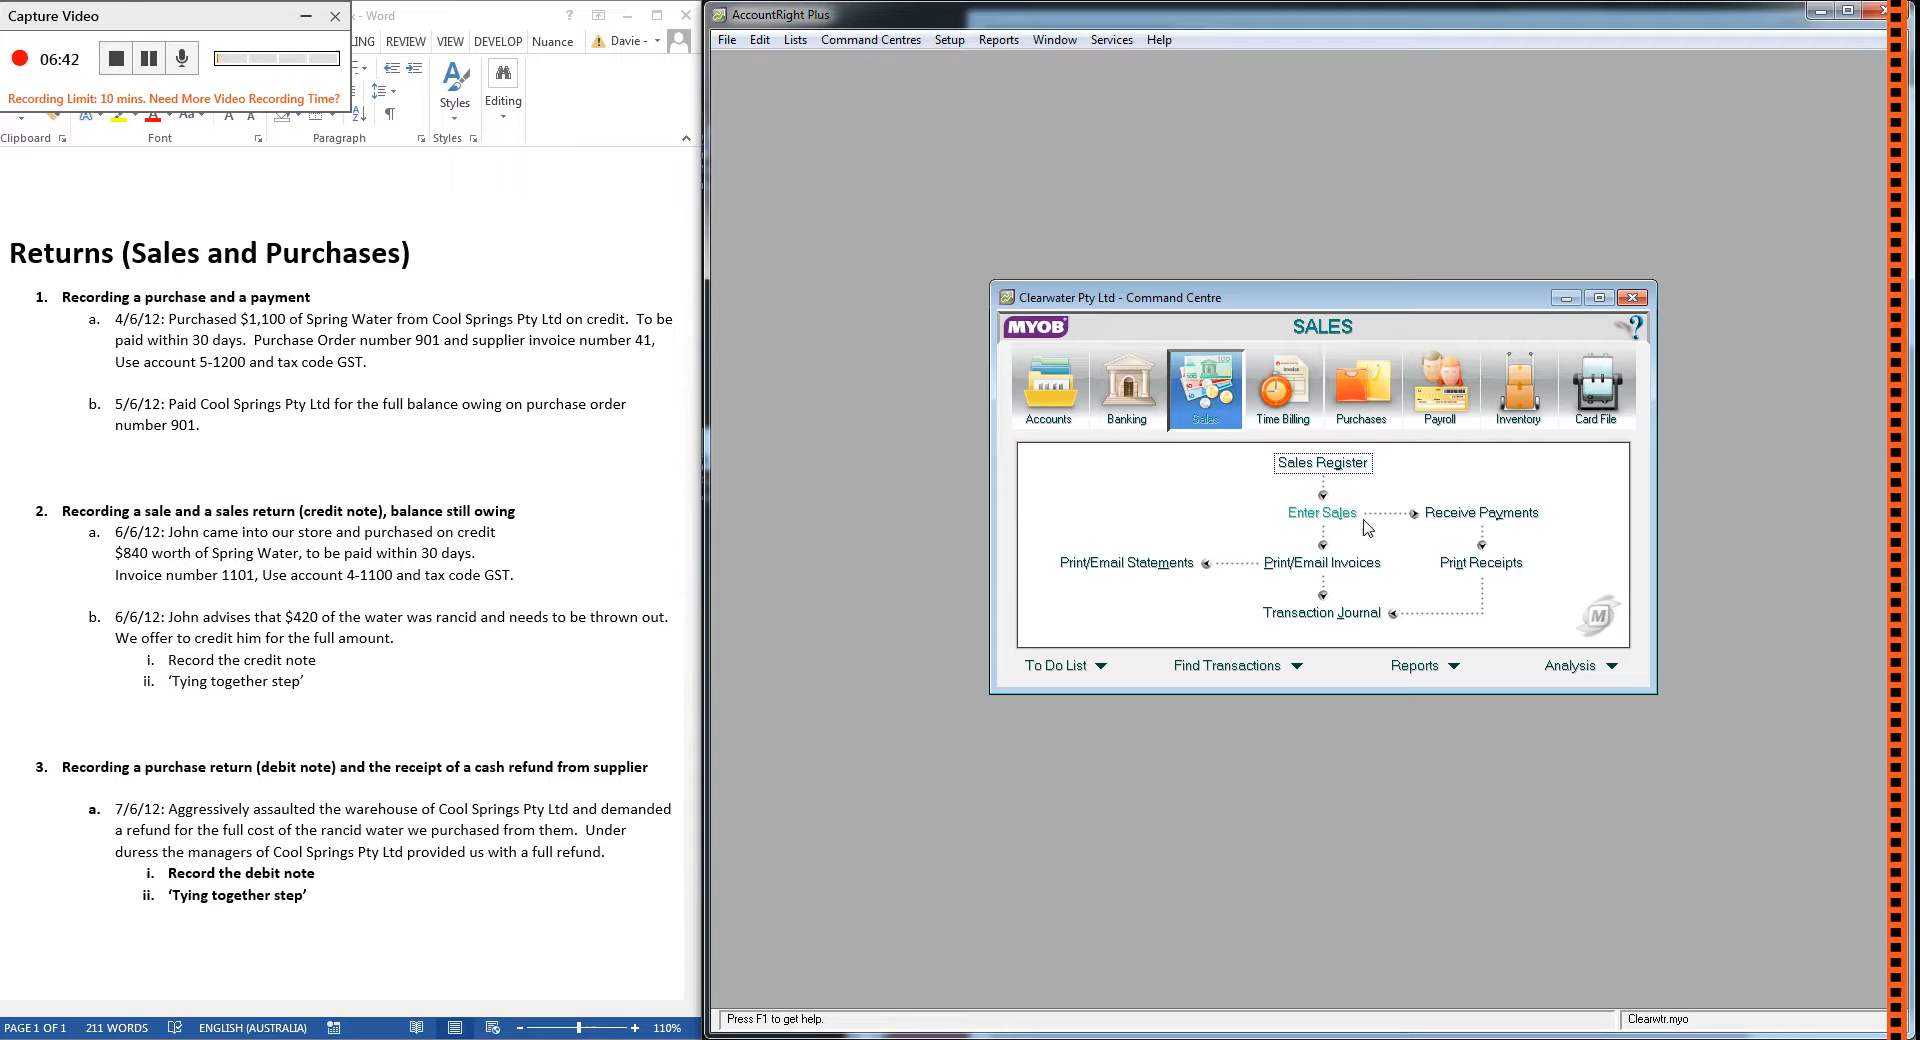 Capture Video
- Word
06:42
Recording Limit: 10 mins. Need More Video Recording Time?
LING REVIEW VIEW DEVELOP Nuance Davie -
Styles
Editing
Aa
Clipboard Font Paragraph Styles
Returns (Sales and Purchases)
1. Recording a purchase and a payment
a. 4/6/12: Purchased $1,100 of Spring Water from Cool Springs Pty Ltd on credit. To be
paid within 30 days. Purchase Order number 901 and supplier invoice number 41,
Use account 5-1200 and tax code GST.
b. 5/6/12: Paid Cool Springs Pty Ltd for the full balance owing on purchase order
number 901.
2. Recording a sale and a sales return (credit note), balance still owing
a. 6/6/12: John came into our store and purchased on credit
$840 worth of Spring Water, to be paid within 30 days.
Invoice number 1101, Use account 4-1100 and tax code GST.
b. 6/6/12: John advises that $420 of the water was rancid and needs to be thrown out.
We offer to credit him for the full amount.
i. Record the credit note
ii. ‘Tying together step’
3. Recording a purchase return (debit note) and the receipt of a cash refund from supplier
a. 7/6/12: Aggressively assaulted the warehouse of Cool Springs Pty Ltd and demanded
a refund for the full cost of the rancid water we purchased from them. Under
duress the managers of Cool Springs Pty Ltd provided us with a full refund.
i. Record the debit note
ii. ‘Tying together step’
PAGE 1 OF 1 211 WORDS ENGLISH (AUSTRALIA) 110%
AccountRight Plus
File Edit Lists Command Centres Setup Reports Window Services Help
Clearwater Pty Ltd - Command Centre
MYOB SALES
Accounts Banking Sales Time Billing Purchases Payroll Inventory Card File
Sales Register
Enter Sales Receive Payments
Print/Email Statements Print/Email Invoices Print Receipts
Transaction Journal
To Do List Find Transactions Reports Analysis
Press F1 to get help. Clearwtr.myo